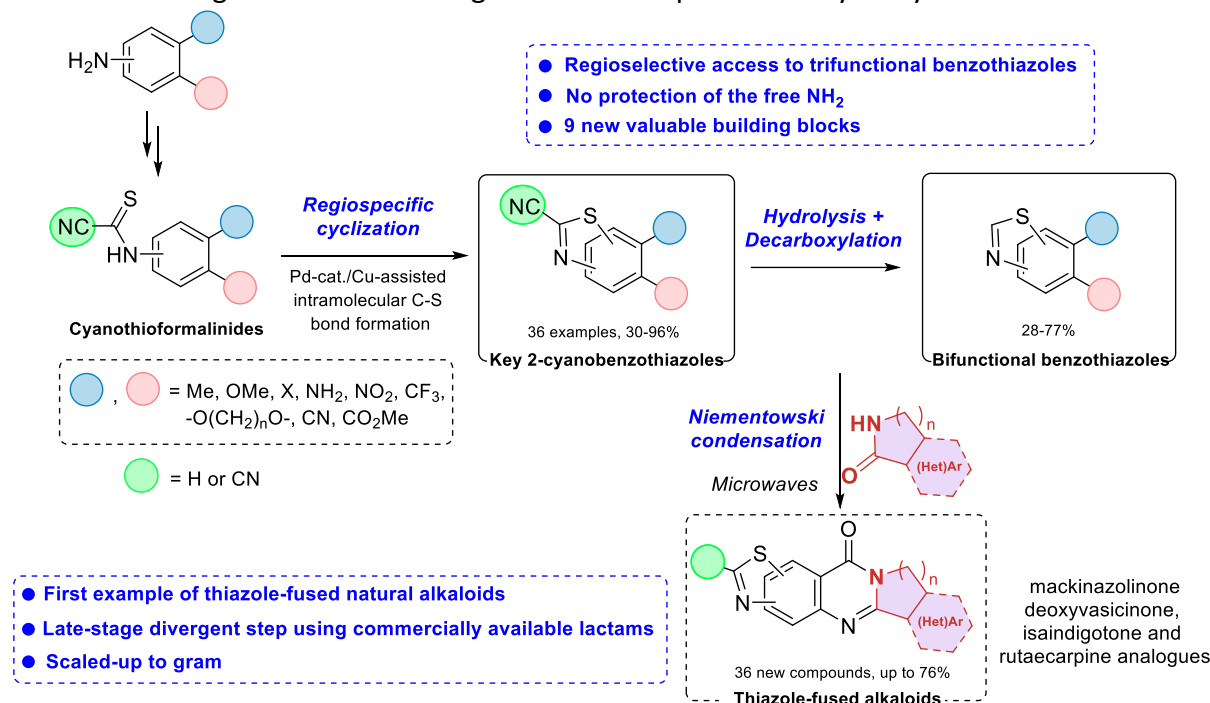 H₂N
Regioselective access to trifunctional benzothiazoles
No protection of the free NH₂
9 new valuable building blocks
NC
S
HN
Cyanothioformalinides
Regiospecific
cyclization
Pd-cat./Cu-assisted
intramolecular C-S
bond formation
NC
S
N
36 examples, 30-96%
Key 2-cyanobenzothiazoles
Hydrolysis +
Decarboxylation
S
N
28-77%
Bifunctional benzothiazoles
, = Me, OMe, X, NH₂, NO₂, CF₃,
-O(CH₂)ₙO-, CN, CO₂Me
= H or CN
Niementowski
condensation
Microwaves
HN ( )n
O (Het)Ar
First example of thiazole-fused natural alkaloids
Late-stage divergent step using commercially available lactams
Scaled-up to gram
O
S
N ( )n
N
N
(Het)Ar
36 new compounds, up to 76%
Thiazole-fused alkaloids
mackinazolinone
deoxyvasicinone,
isaindigotone and
rutaecarpine analogues